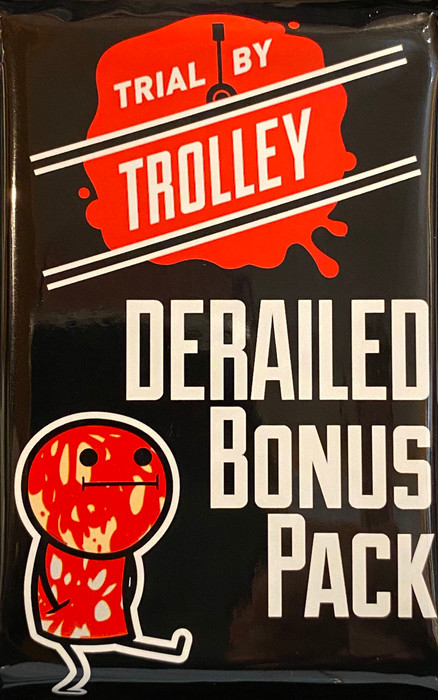 TRIAL BY
TROLLEY
DERAILED
BONUS
PACK